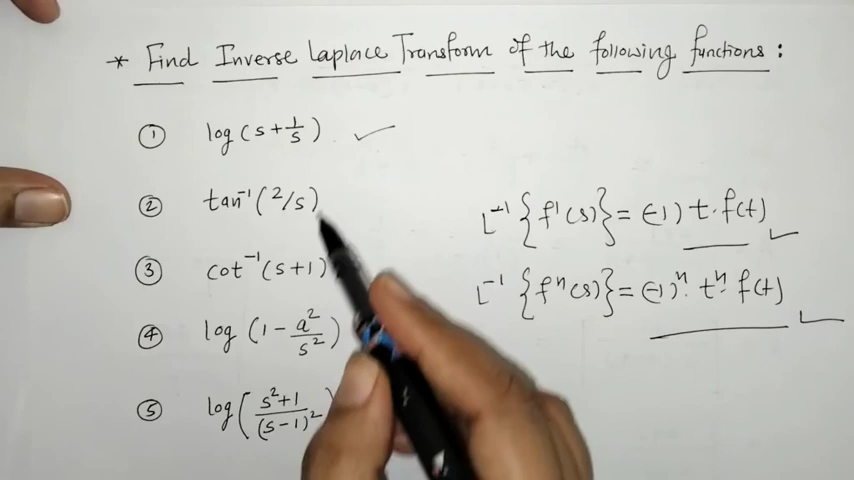 * Find Inverse Laplace Transform of the following functions :
① log(s + 1/s)
② tan⁻¹(2/s)
③ cot⁻¹(s+1)
④ log(1 - a²/s²)
⑤ log((s²+1)/(s-1)²)
L⁻¹{f'(s)} = (-1) t. f(t)
L⁻¹{fⁿ(s)} = (-1)ⁿ. tⁿ. f(t)